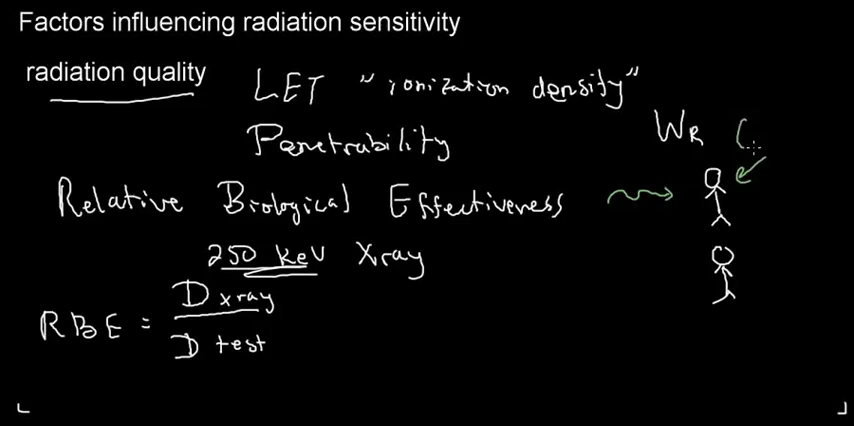 Factors influencing radiation sensitivity
radiation quality
LET "ionization density"
Penetrability
WR (
Relative Biological Effectiveness
250 keV Xray
RBE = D xray
D test